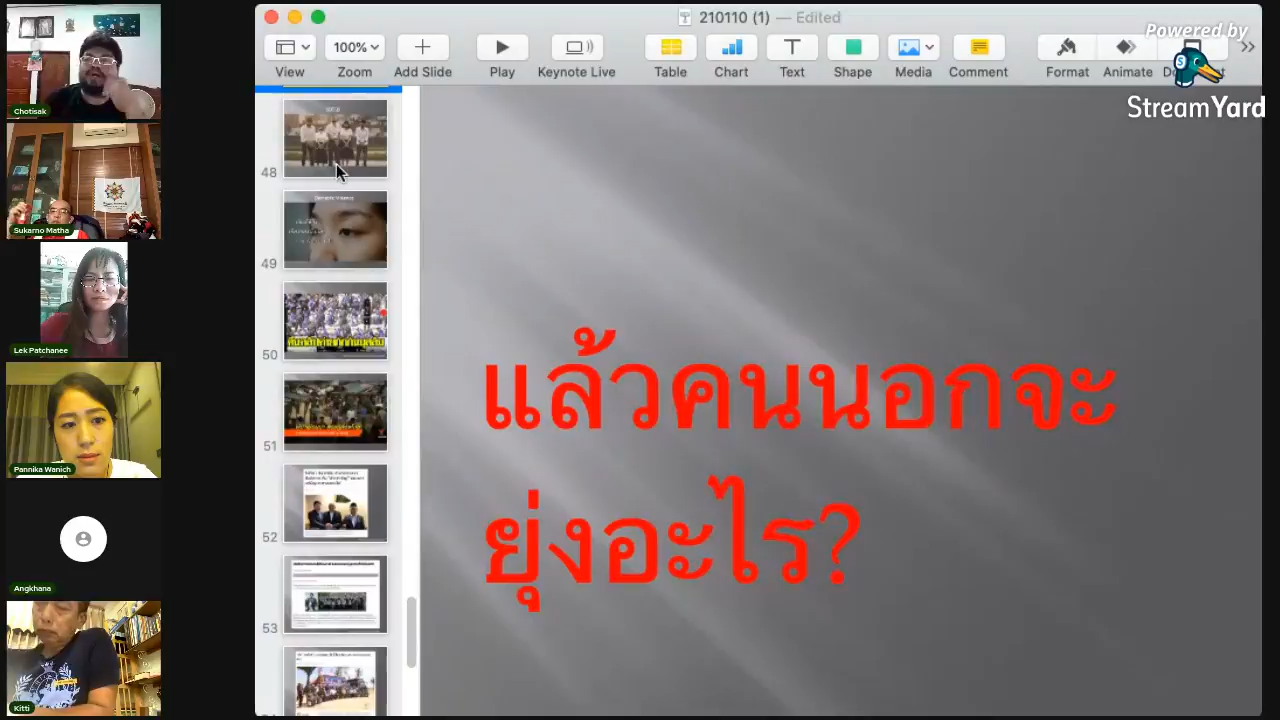 210110 (1) — Edited
View
100%
Zoom
Add Slide
Play
Keynote Live
Table
Chart
Text
Shape
Media
Comment
Format
Animate
Powered by
StreamYard
Chotisak
Sukarno Matha
Lek Patchanee
Pannika Wanich
Angkhana
Kitti
48
49
50
51
52
53
แล้วคนนอกจะ
ยุ่งอะไร?